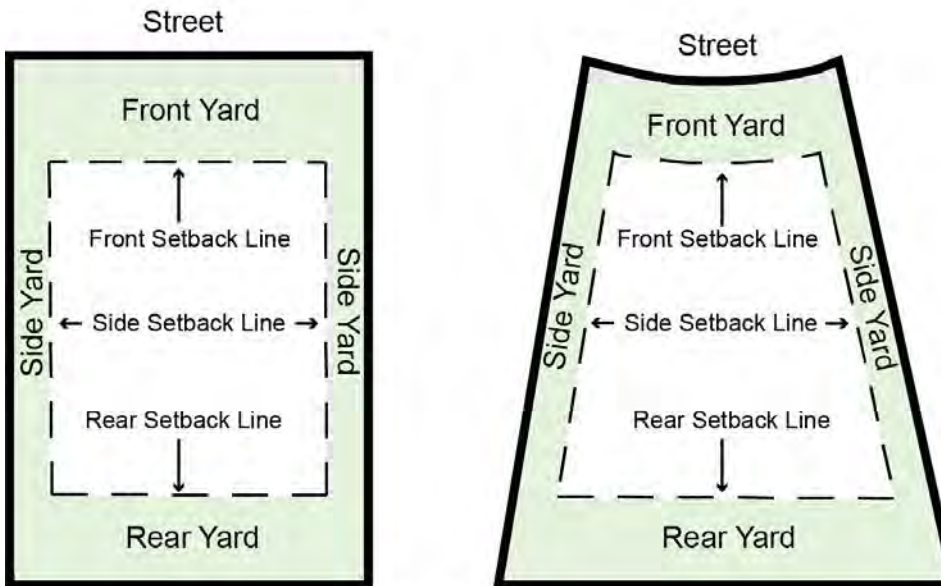 Street
Front Yard
Front Setback Line
Side Yard
Side Setback Line
Side Yard
Rear Setback Line
Rear Yard
Street
Front Yard
Front Setback Line
Side Yard
Side Setback Line
Side Yard
Rear Setback Line
Rear Yard